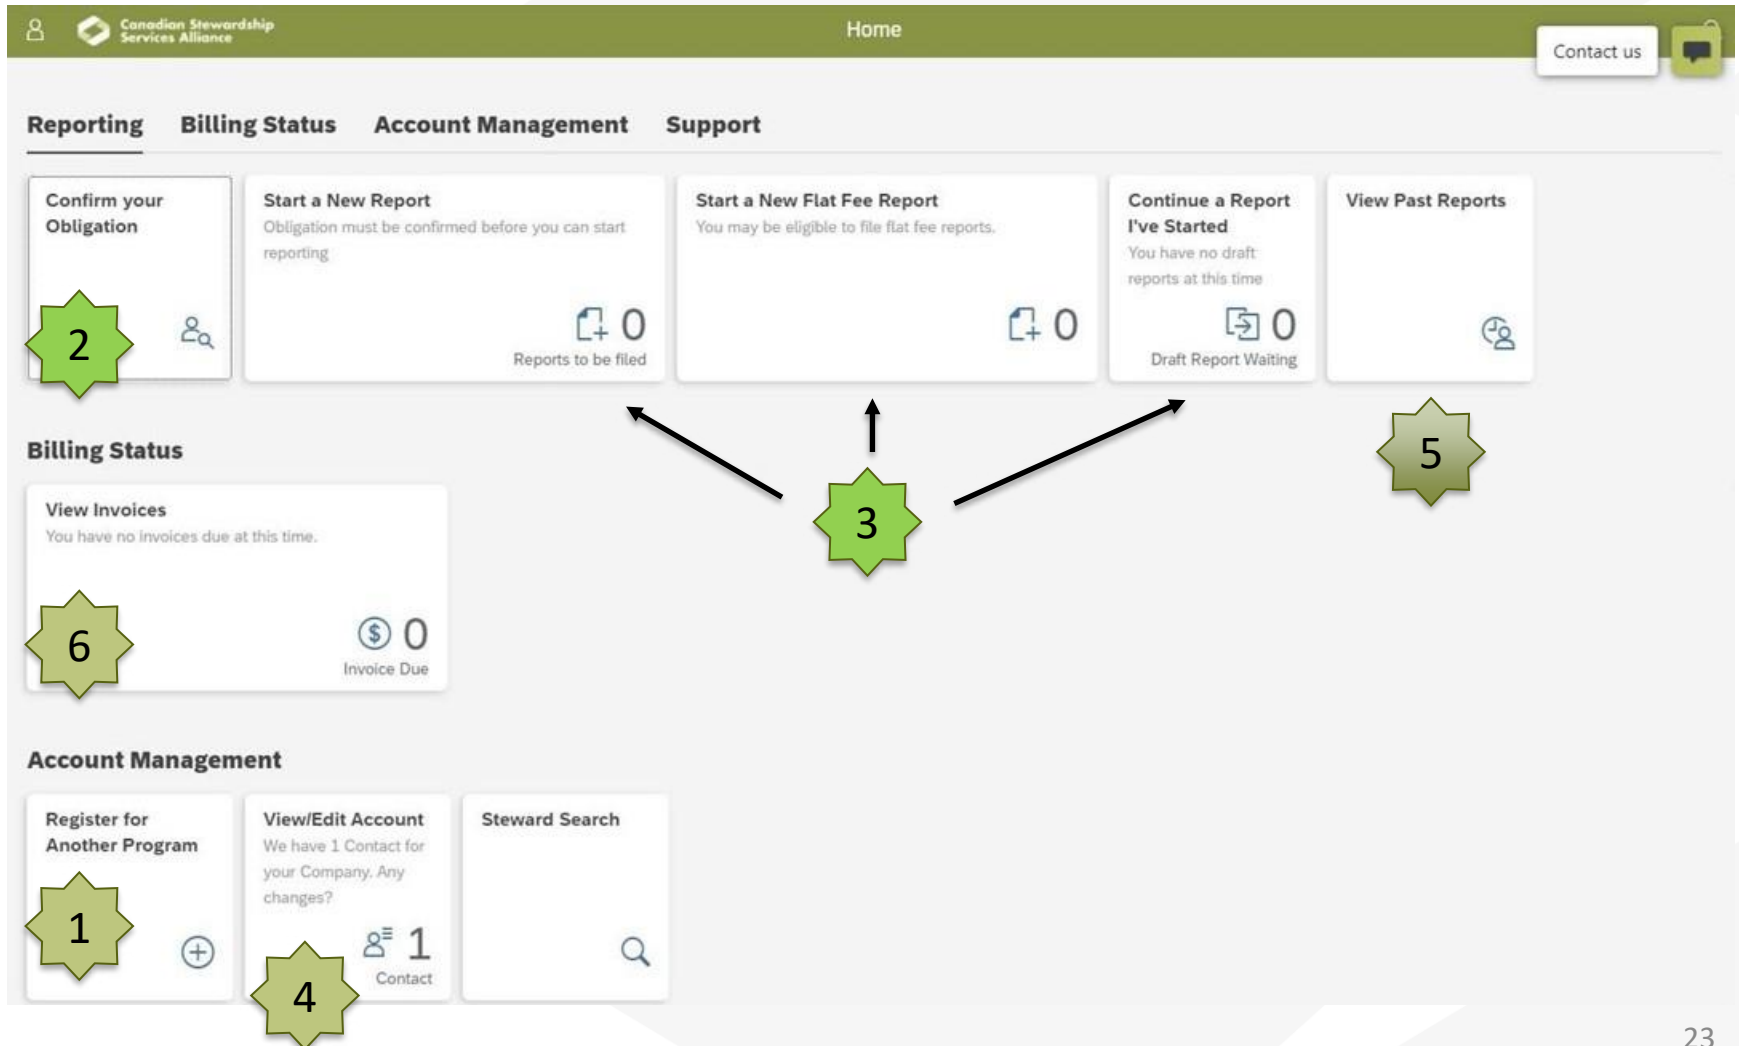 Canadian Stewardship
Services Alliance
Home
Contact us
Reporting Billing Status Account Management Support
Confirm your
Obligation
2
Start a New Report
Obligation must be confirmed before you can start
reporting
0
Reports to be filed
Start a New Flat Fee Report
You may be eligible to file flat fee reports.
0
Continue a Report
I've Started
You have no draft
reports at this time
0
Draft Report Waiting
View Past Reports
5
3
Billing Status
View Invoices
You have no invoices due at this time.
6
$ 0
Invoice Due
Account Management
Register for
Another Program
1
View/Edit Account
We have 1 Contact for
your Company. Any
changes?
1
Contact
4
Steward Search
23